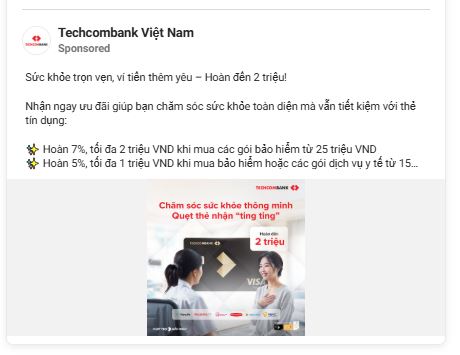 Techcombank Việt Nam
Sponsored
TECHCOMBANK
Sức khỏe trọn vẹn, ví tiền thêm yêu – Hoàn đến 2 triệu!
Nhận ngay ưu đãi giúp bạn chăm sóc sức khỏe toàn diện mà vẫn tiết kiệm với thẻ
tín dụng:
✨ Hoàn 7%, tối đa 2 triệu VND khi mua các gói bảo hiểm từ 25 triệu VND
✨ Hoàn 5%, tối đa 1 triệu VND khi mua bảo hiểm hoặc các gói dịch vụ y tế từ 15...
TECHCOMBANK
Chăm sóc sức khỏe thông minh
Quẹt thẻ nhận "ting ting"
Hoàn đến
2 triệu
TECHCOMBANK
VISA